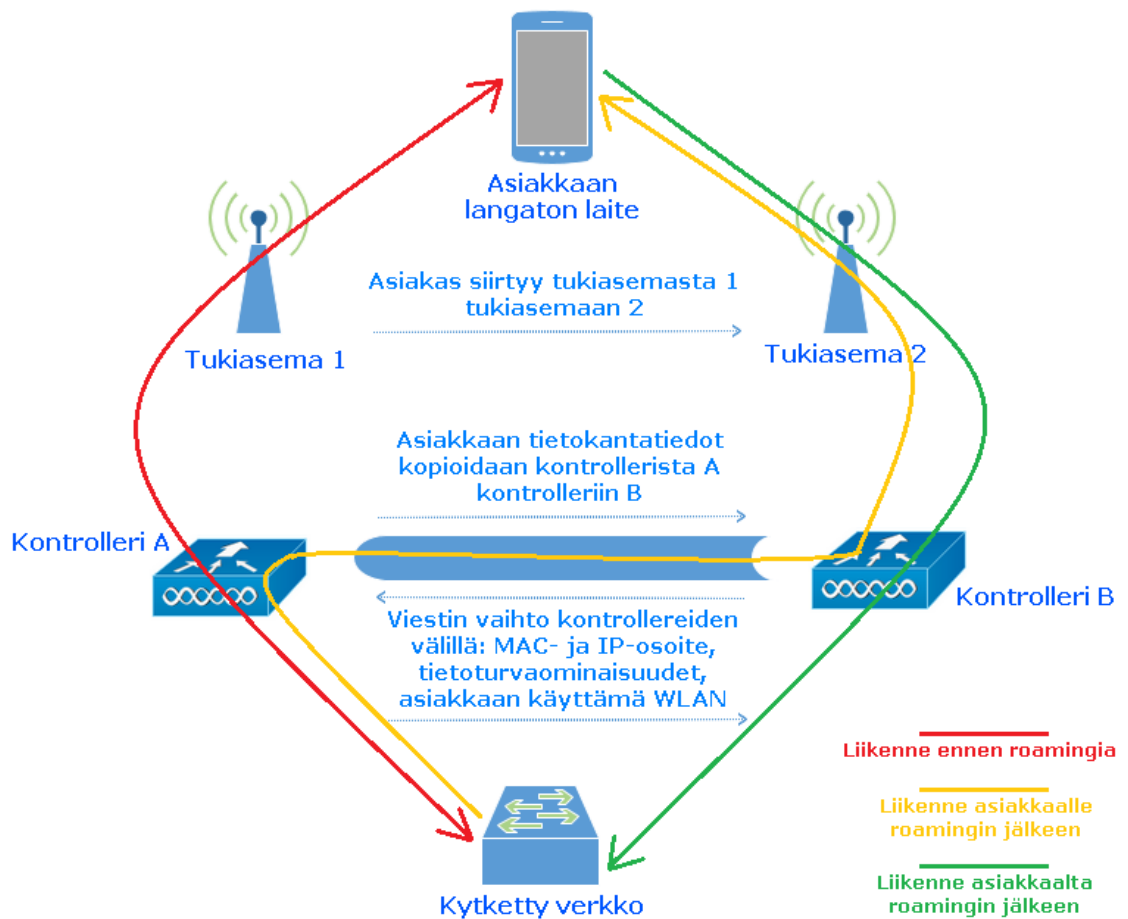 Asiakkaan
langaton laite
Asiakas siirtyy tukiasemasta 1
tukiasemaan 2
Tukiasema 1
Tukiasema 2
Asiakkaan tietokantatiedot
kopioidaan kontrollerista A
kontrolleriin B
Kontrolleri A
Kontrolleri B
Viestin vaihto kontrollereiden
välillä: MAC- ja IP-osoite,
tietoturvaominaisuudet,
asiakkaan käyttämä WLAN
Liikenne ennen roamingia
Liikenne asiakkaalle
roamingin jälkeen
Liikenne asiakkaalta
roamingin jälkeen
Kytketty verkko